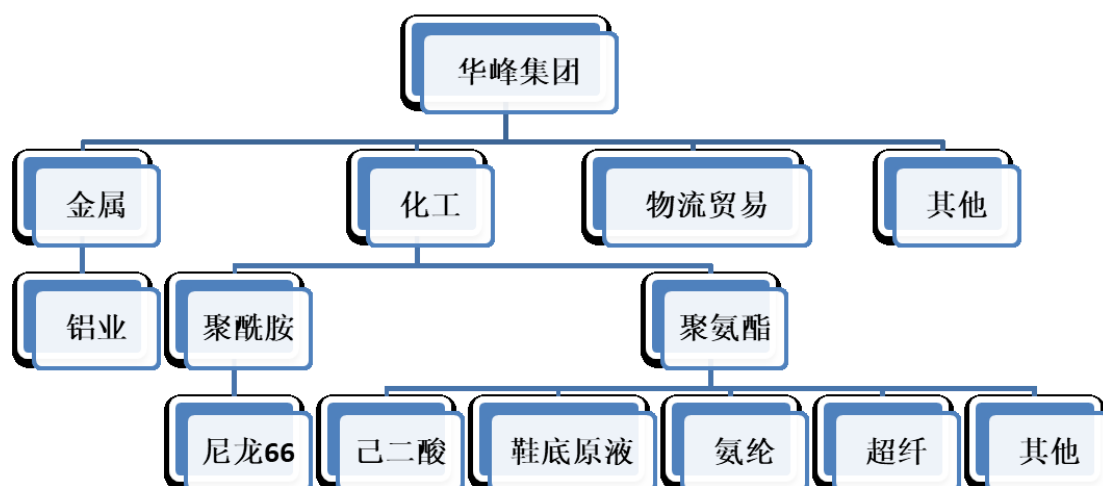 华峰集团
金属
化工
物流贸易
其他
铝业
聚酰胺
聚氨酯
尼龙66
己二酸
鞋底原液
氨纶
超纤
其他